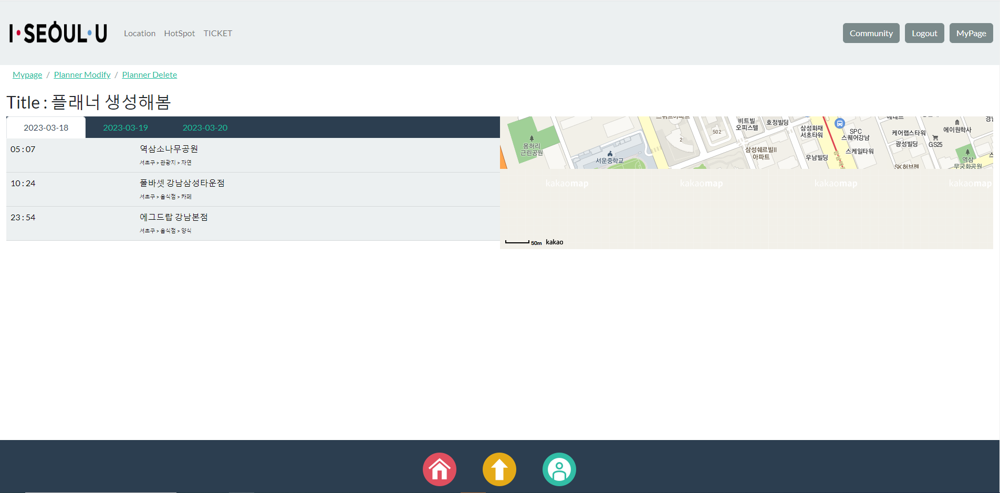 I·SEOUL·U
Location HotSpot TICKET
Community Logout MyPage
Mypage / Planner Modify / Planner Delete
Title : 플래너 생성해봄
2023-03-18 2023-03-19 2023-03-20
05 : 07 역삼소나무공원
서초구 > 관광지 > 자연
10 : 24 폴바셋 강남삼성타운점
서초구 > 음식점 > 카페
23 : 54 에그드랍 강남본점
서초구 > 음식점 > 양식
비트빌
오피스텔
호정빌딩
502
2
삼성화재
서초타워
SPC
스퀘어강남
케어랩스타워
광성빌딩
에이원학사
GS25
용허리
근린공원
서운중학교
삼성쉐르빌II
아파트
우남빌딩
스케일타워
SK허브젠
역삼
무궁화공원
kakaomap kakaomap kakaomap kakaomap
50m kakao